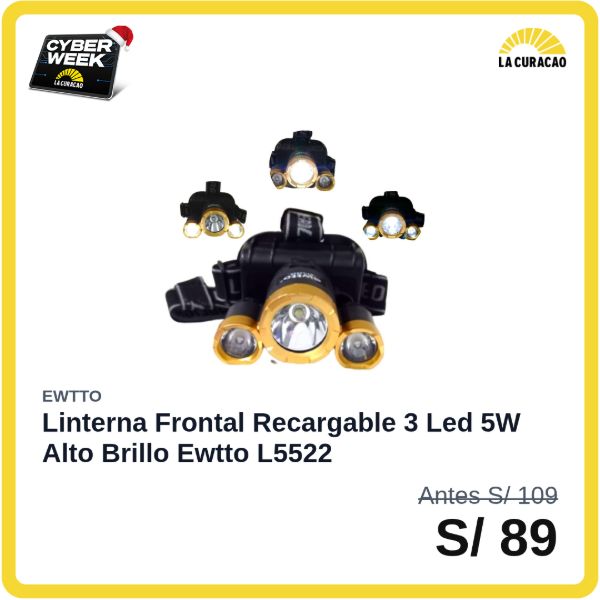 CYBER
WEEK
LA CURACAO
LA CURACAO
EWTTO
Linterna Frontal Recargable 3 Led 5W
Alto Brillo Ewtto L5522
Antes S/ 109
S/ 89